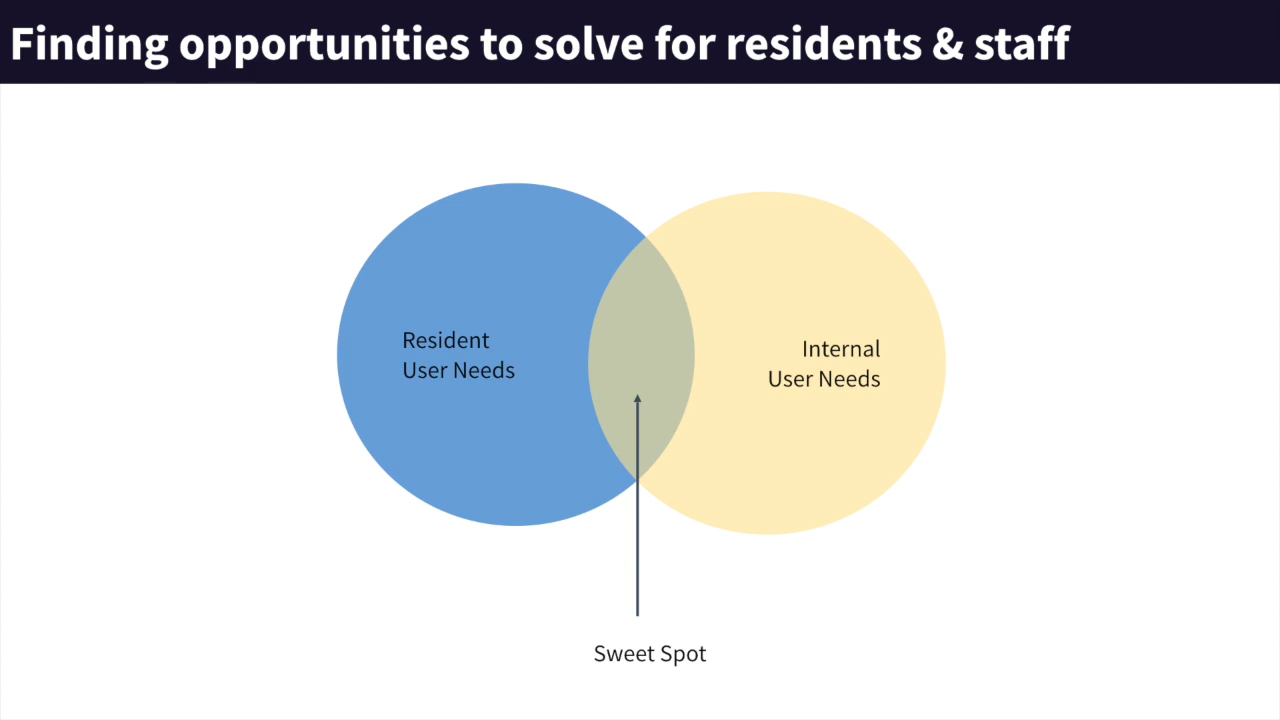 Finding opportunities to solve for residents & staff
Resident
User Needs
Internal
User Needs
Sweet Spot